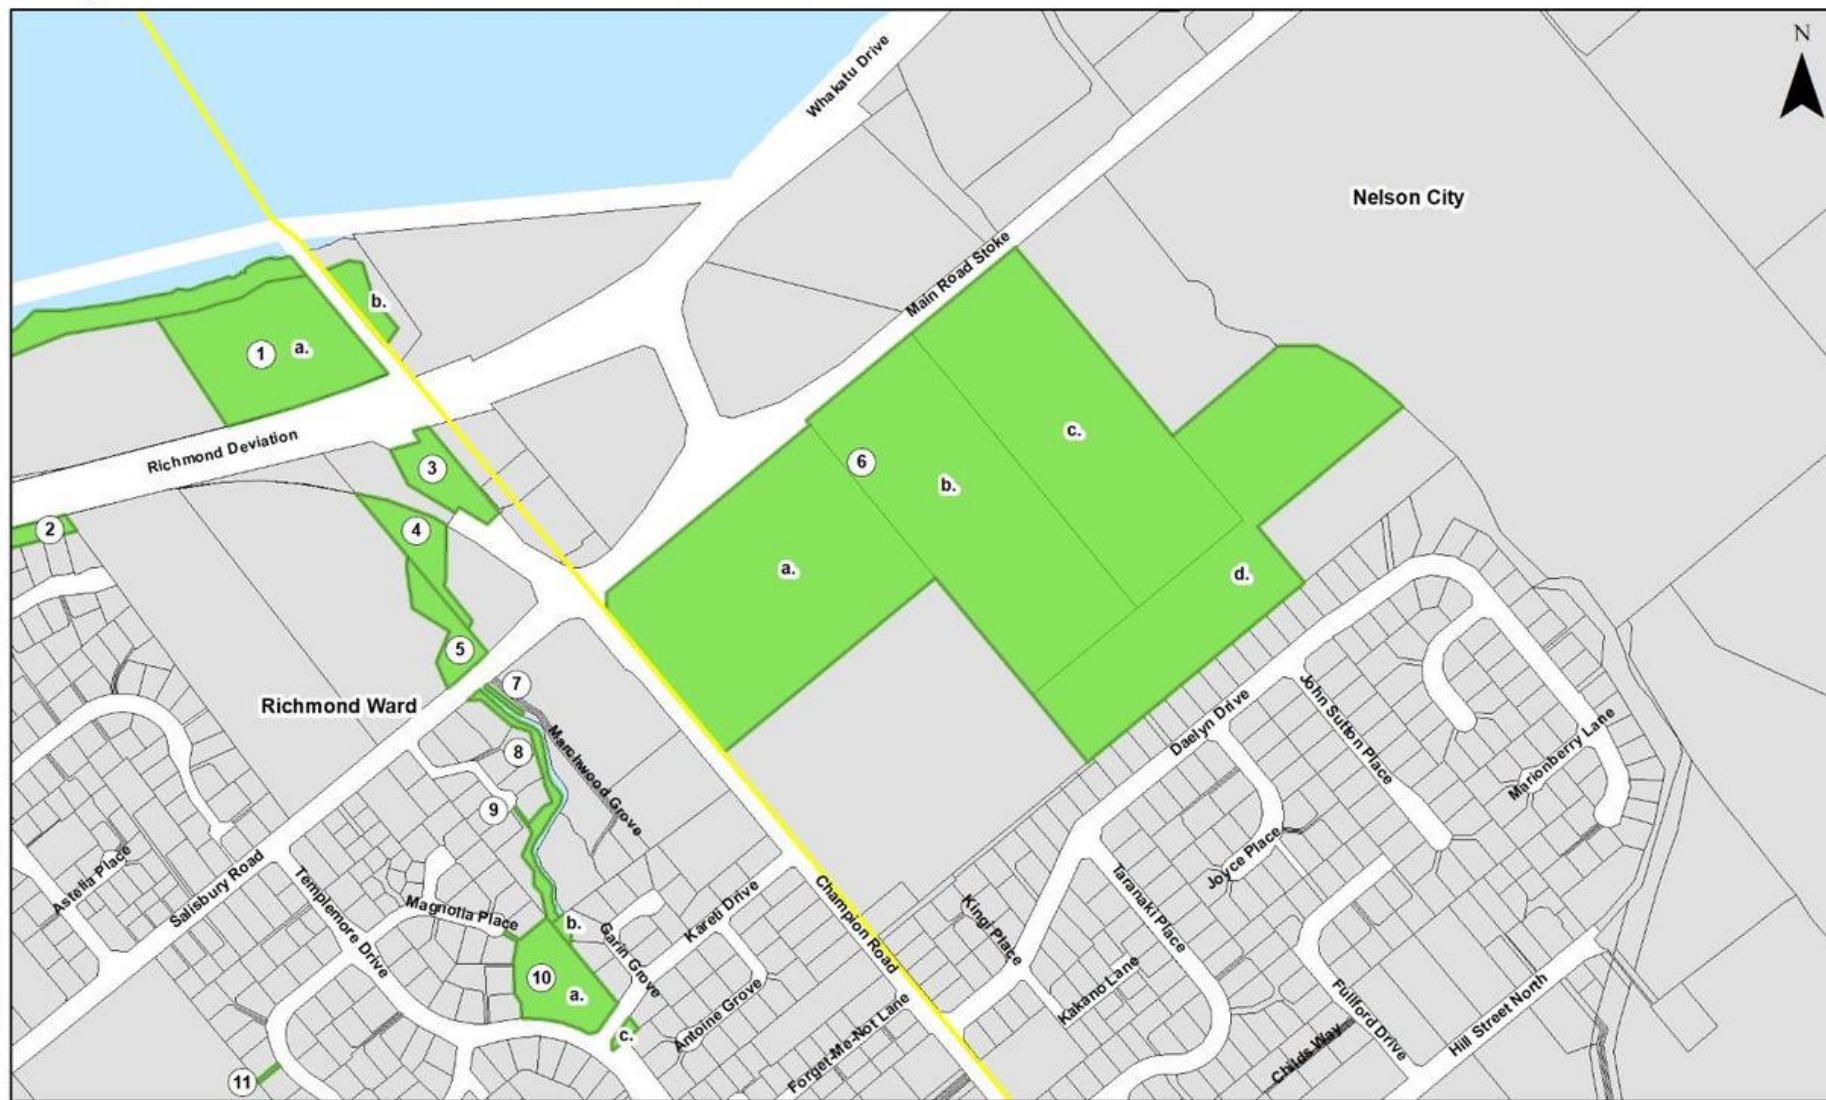 N
Whakatu Drive
Nelson City
Main Road Stoke
b.
1
a.
Richmond Deviation
3
2
4
6
c.
b.
a.
d.
5
7
Richmond Ward
8
Marchwood Grove
9
Daelyn Drive
John Sutton Place
Marionberry Lane
Joyce Place
Taranaki Place
Astelia Place
Salisbury Road
Templemore Drive
Magnolia Place
b.
Garin Grove
Kareti Drive
Champion Road
Kingi Place
Kakano Lane
10
a.
c.
Antoine Grove
Forget-Me-Not Lane
Fullford Drive
Hill Street North
Childs Way
11